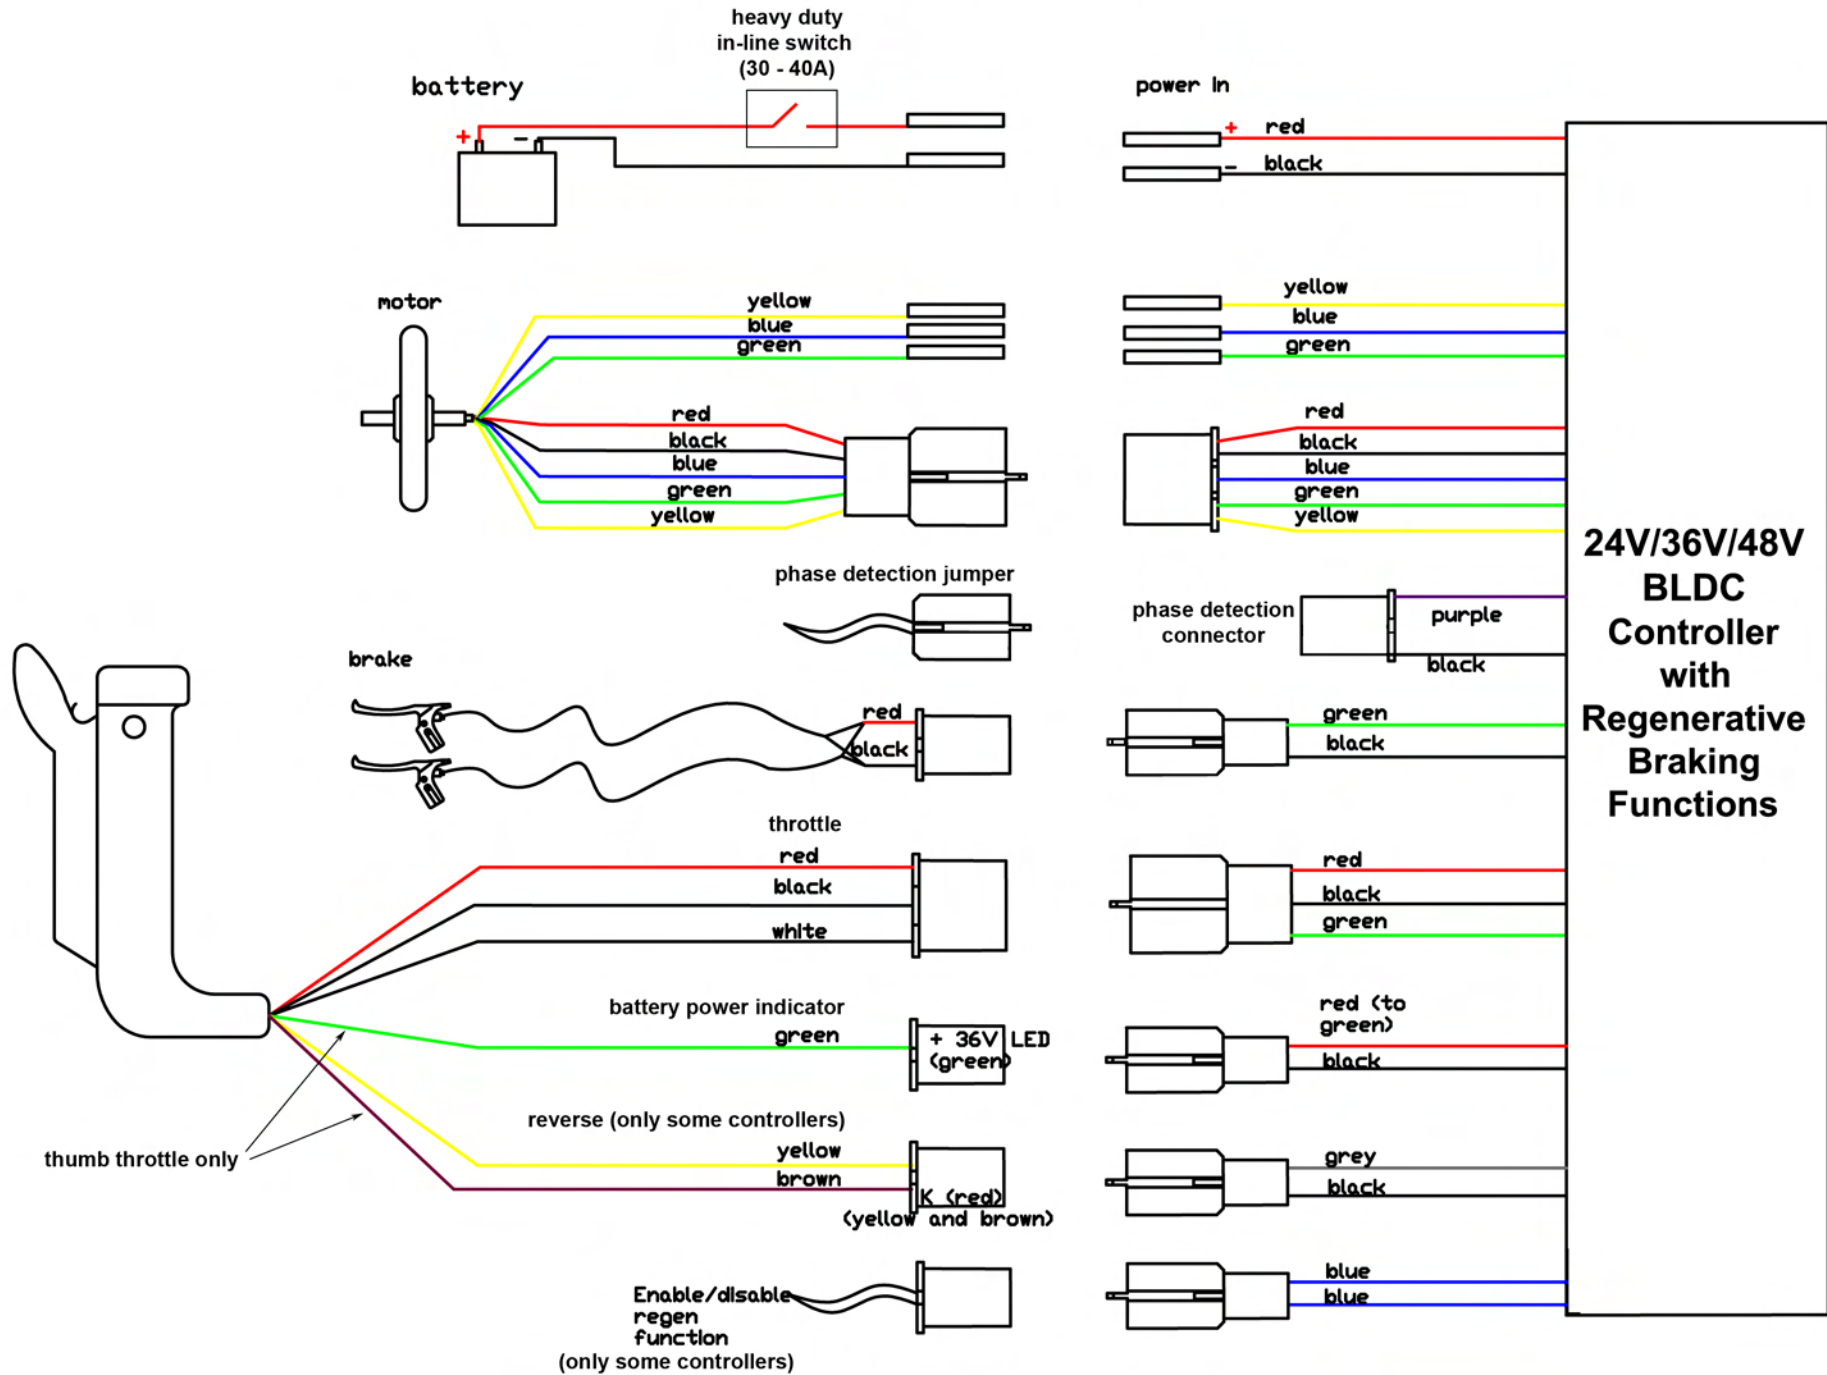 heavy duty
in-line switch
(30 - 40A)
battery
+
-
power in
+ red
- black
motor
yellow
blue
green
yellow
blue
green
red
black
blue
green
yellow
red
black
blue
green
yellow
phase detection jumper
phase detection
connector
purple
black
24V/36V/48V
BLDC
Controller
with
Regenerative
Braking
Functions
brake
red
black
green
black
throttle
red
black
white
red
black
green
battery power indicator
green
+ 36V LED
(green)
red (to
green)
black
thumb throttle only
reverse (only some controllers)
yellow
brown
K (red)
(yellow and brown)
grey
black
Enable/disable
regen
function
(only some controllers)
blue
blue